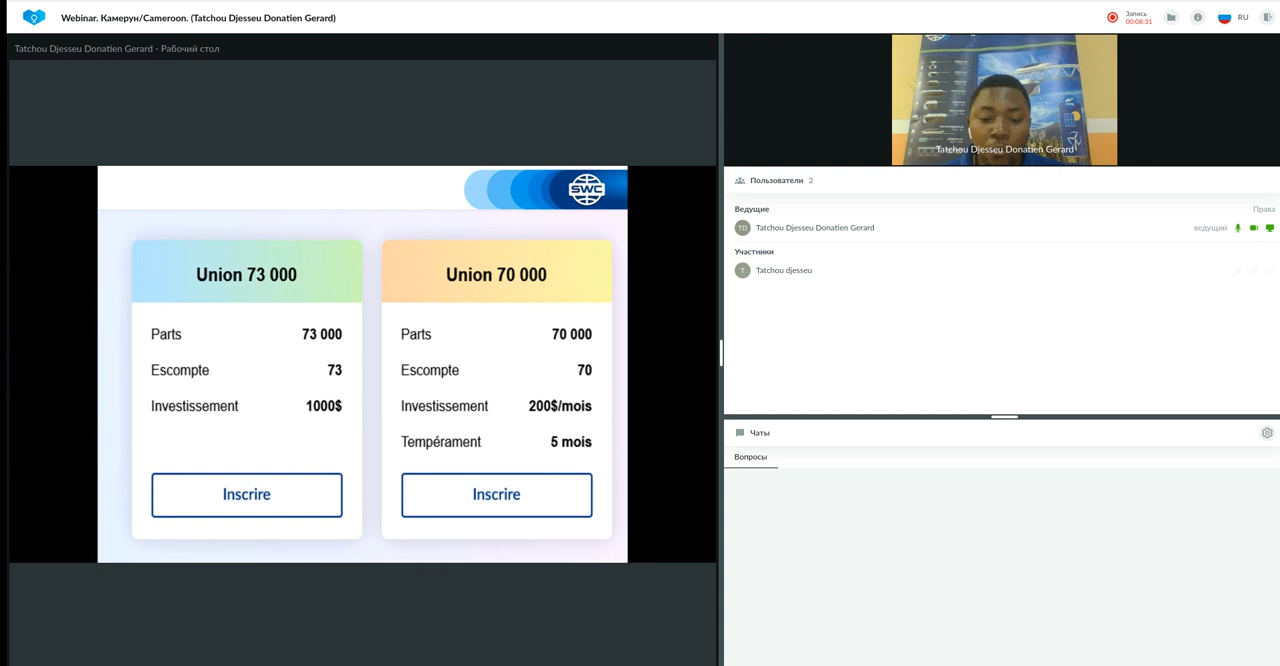 Webinar. Камерун/Cameroon. (Tatchou Djesseu Donatien Gerard)
Запись
00:08:31
RU
Tatchou Djesseu Donatien Gerard - Рабочий стол
SWC
Union 73 000
Parts 73 000
Escompte 73
Investissement 1000$
Inscrire
Union 70 000
Parts 70 000
Escompte 70
Investissement 200$/mois
Tempérament 5 mois
Inscrire
Tatchou Djesseu Donatien Gerard
Пользователи 2
Ведущие Права
TD Tatchou Djesseu Donatien Gerard ведущий
Участники
T Tatchou djesseu
Чаты
Вопросы